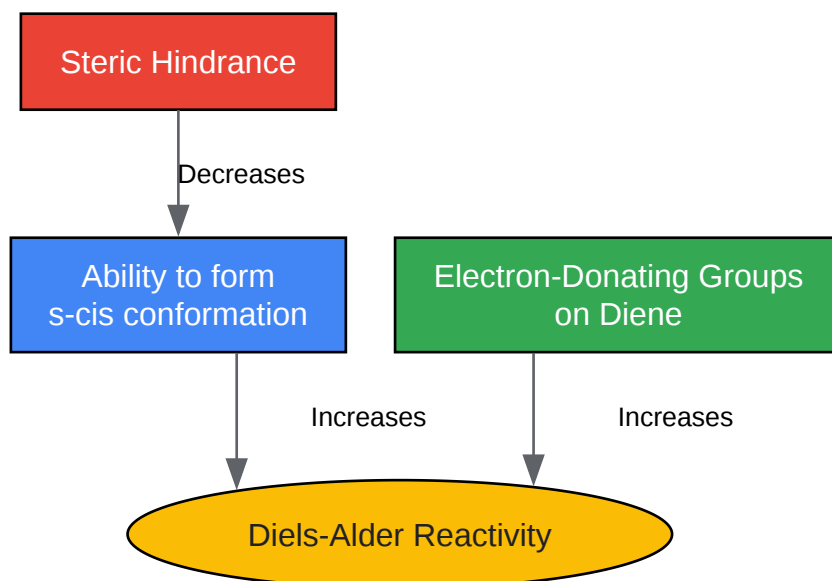 Steric Hindrance
Decreases
Ability to form
s-cis conformation
Electron-Donating Groups
on Diene
Increases
Increases
Diels-Alder Reactivity